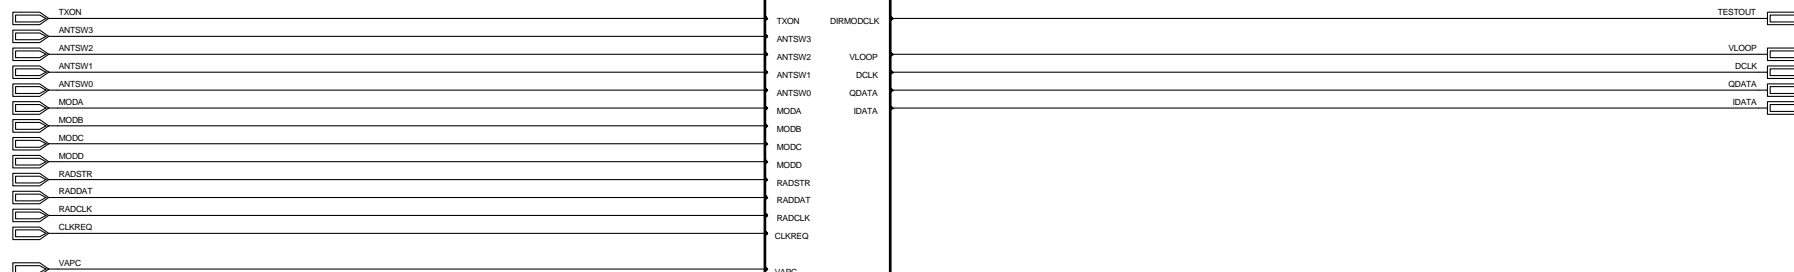 TXON TXON DIRMODCLK TESTOUT
ANTSW3 ANTSW3
ANTSW2 ANTSW2 VLOOP VLOOP
ANTSW1 ANTSW1 DCLK DCLK
ANTSW0 ANTSW0 QDATA QDATA
MODA MODA IDATA IDATA
MODB MODB
MODC MODC
MODD MODD
RADSTR RADSTR
RADDAT RADDAT
RADCLK RADCLK
CLKREQ CLKREQ
VAPC VAPC